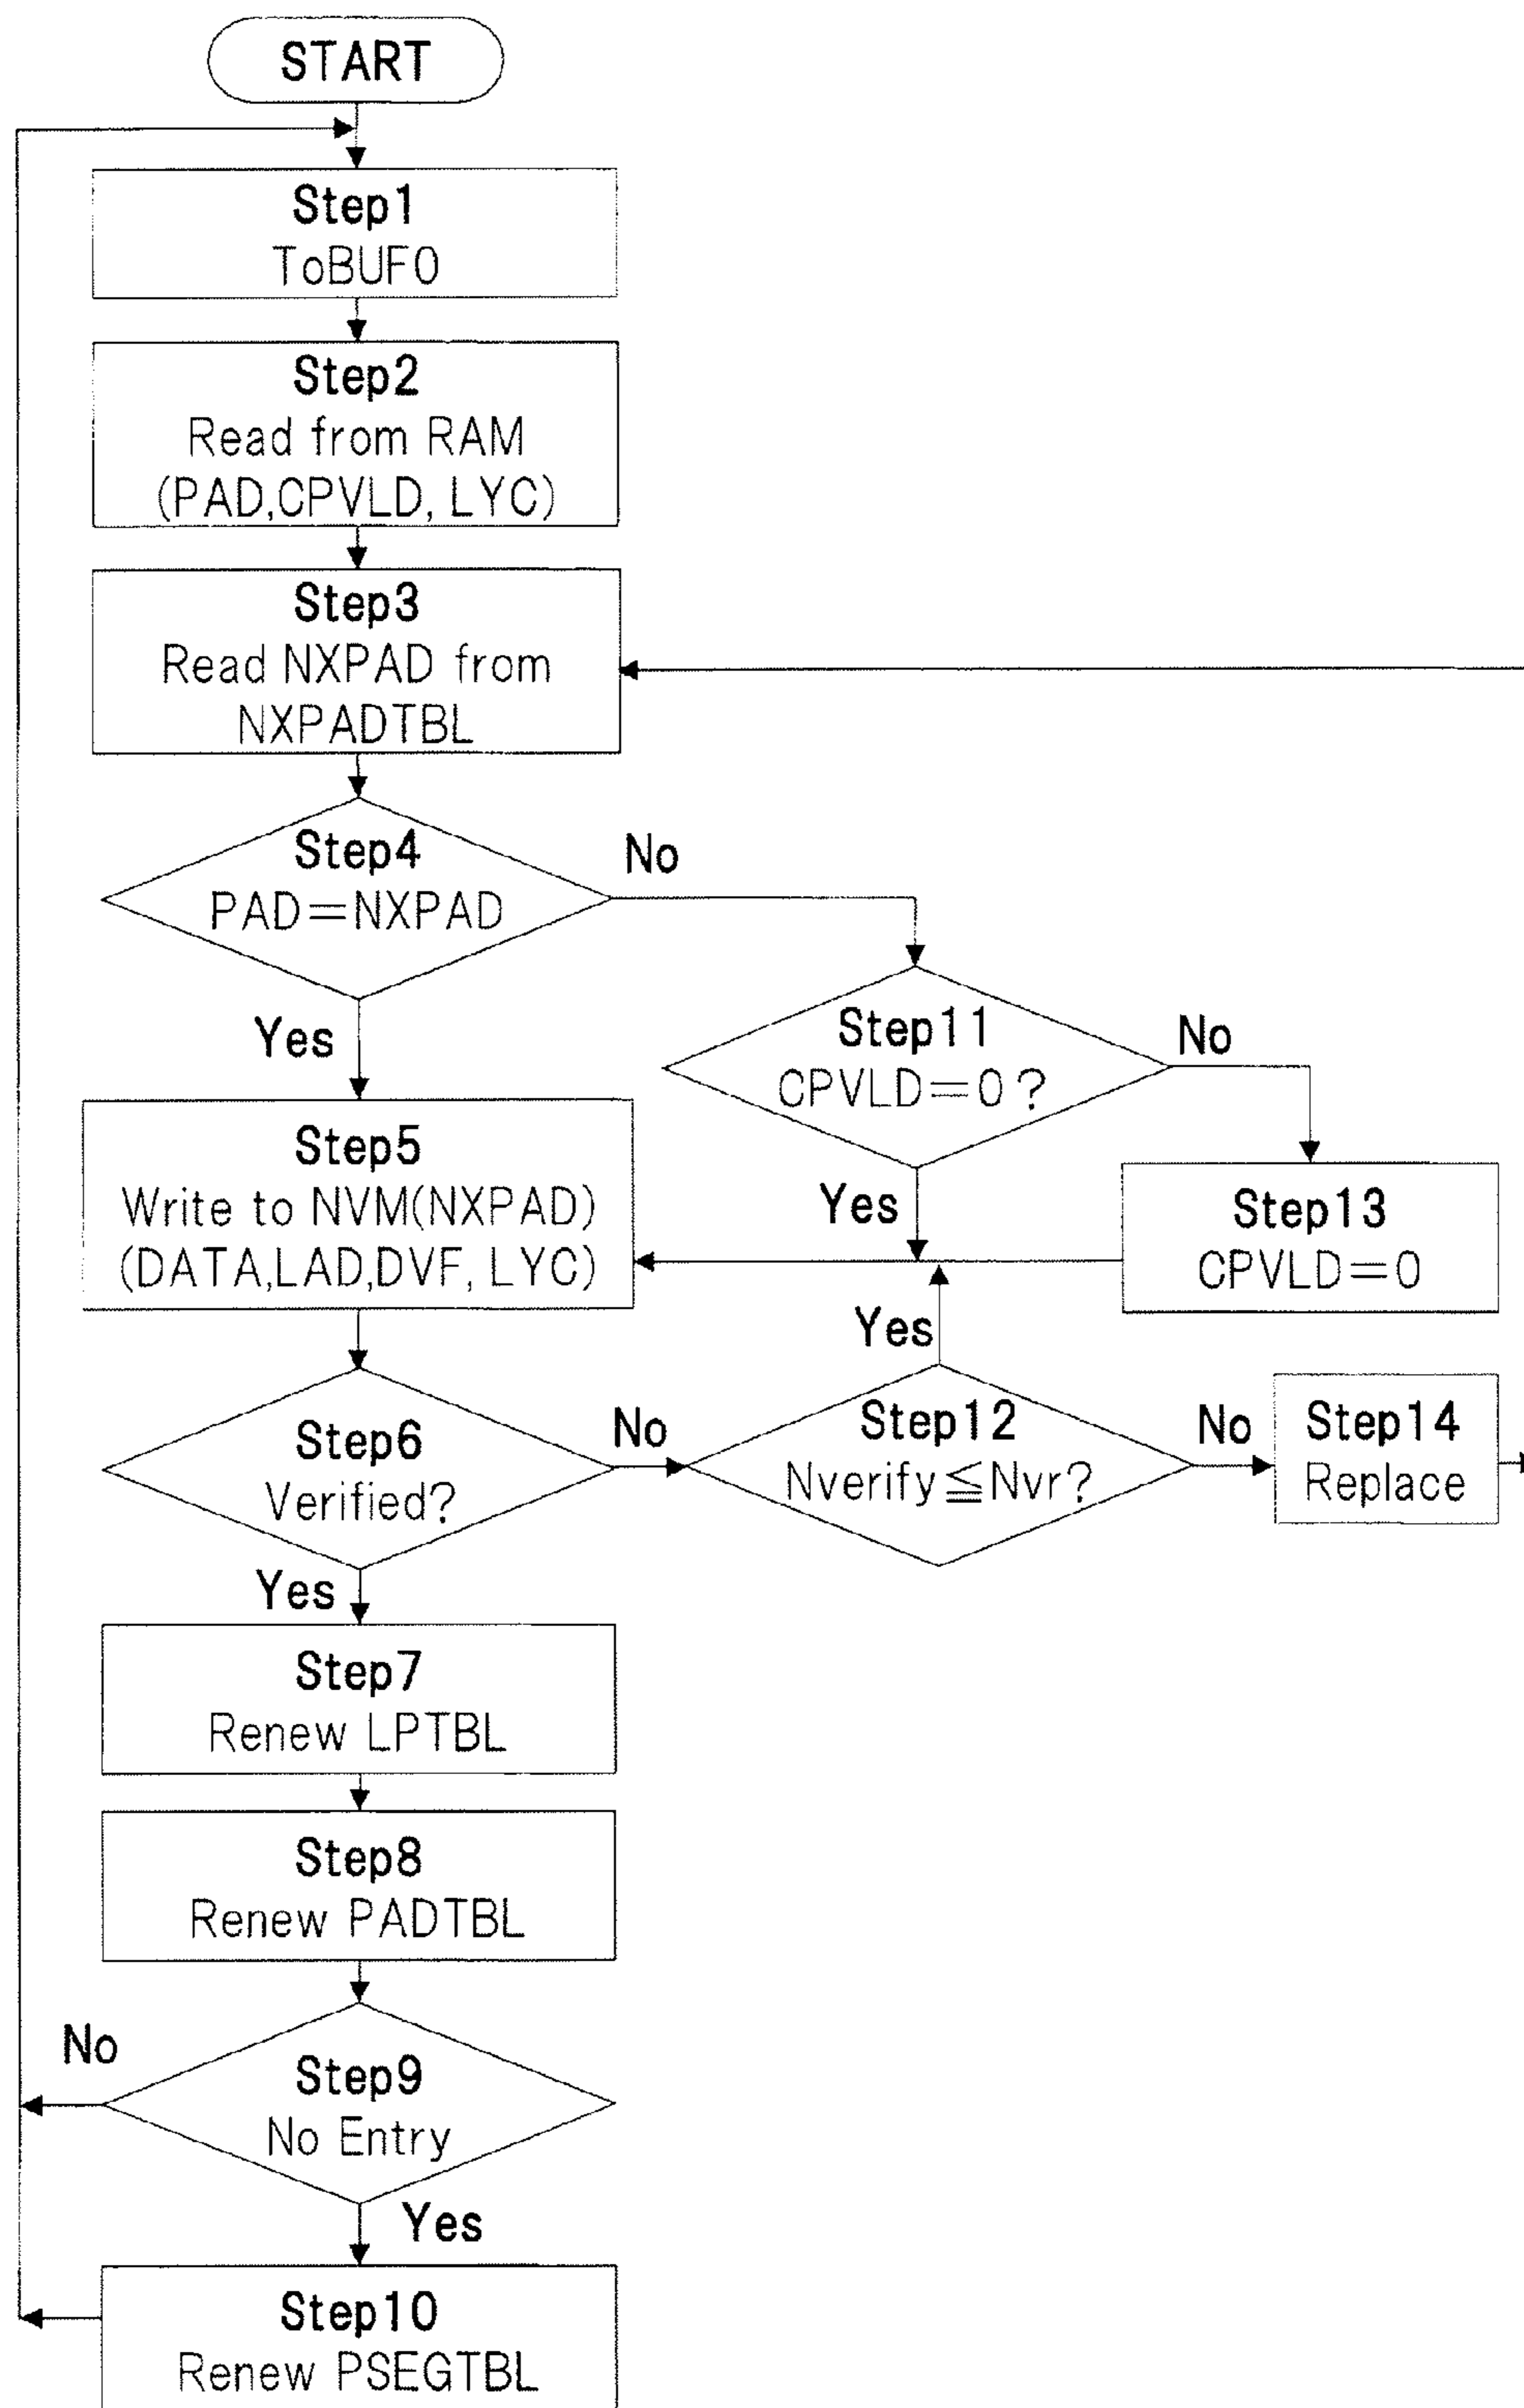 START
Step1
ToBUF0
Step2
Read from RAM
(PAD,CPVLD, LYC)
Step3
Read NXPAD from
NXPADTBL
Step4
PAD=NXPAD
No
Yes
Step11
CPVLD=0?
No
Yes
Step5
Write to NVM(NXPAD)
(DATA,LAD,DVF, LYC)
Step13
CPVLD=0
Yes
Step6
Verified?
No
Step12
Nverify≦Nvr?
No
Step14
Replace
Yes
Step7
Renew LPTBL
Step8
Renew PADTBL
No
Step9
No Entry
Yes
Step10
Renew PSEGTBL